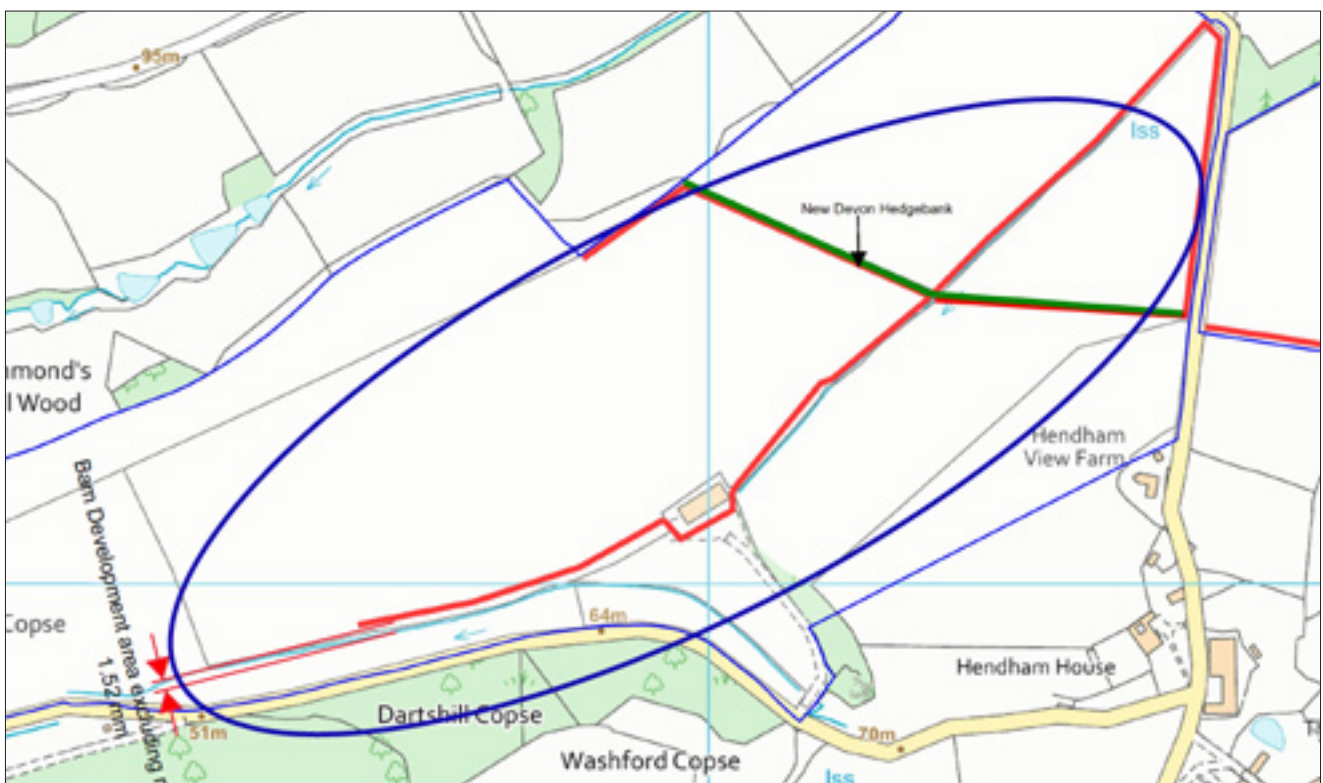 95m
Iss
New Devon Hedgebank
mmond's
l Wood
Hendham
View Farm
Barn Development area excluding r
1.52 mm
Copse
64m
Hendham House
Dartshill Copse
51m
70m
Washford Copse
Iss